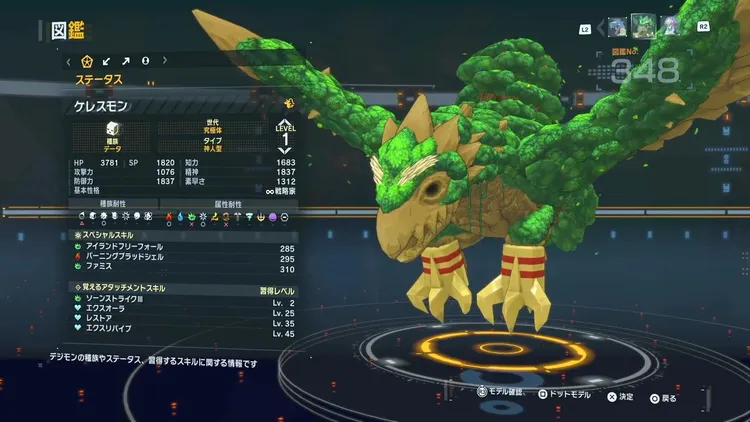 図鑑
L2
R2
図鑑No.
348
ステータス
ケレスモン
種族
データ
世代
究極体
タイプ
神人型
LEVEL
1
HP 3781 SP 1820 知力 1683
攻撃力 1076 精神 1837
防御力 1837 素早さ 1312
基本性格 戦略家
種族耐性 属性耐性
スペシャルスキル
アイランドフリーフォール 285
バーニングブラッドシェル 295
ファミス 310
覚えるアタッチメントスキル 習得レベル
ソーンストライクⅢ Lv. 2
エクスオーラ Lv. 25
レストア Lv. 35
エクスリバイブ Lv. 45
デジモンの種族やステータス、習得するスキルに関する情報です
R3 モデル確認 ドットモデル 決定 戻る